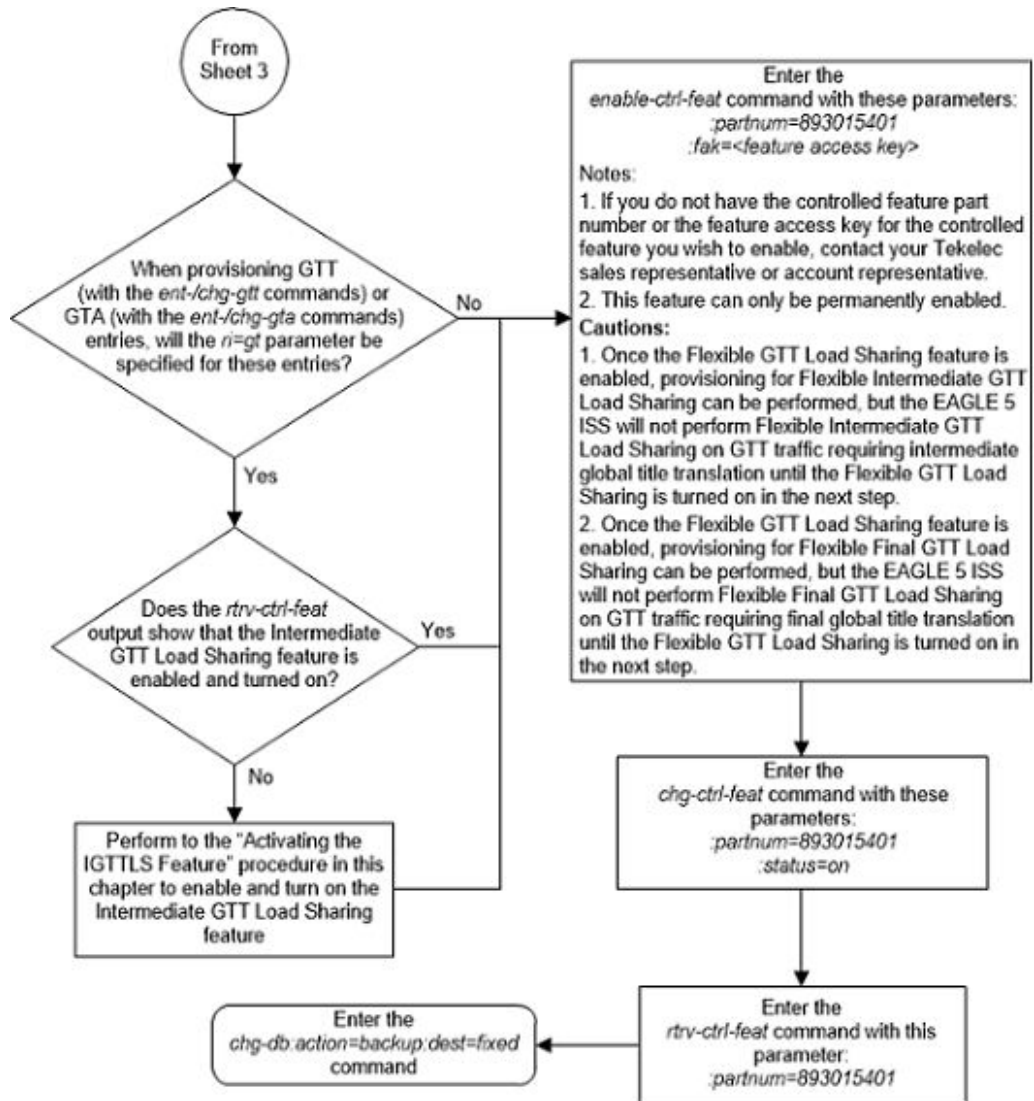 From
Sheet 3
When provisioning GTT
(with the ent-/chg-gtt commands) or
GTA (with the ent-/chg-gta commands)
entries, will the ri=gt parameter be
specified for these entries?
No
Yes
Does the rtrv-ctrl-feat
output show that the Intermediate
GTT Load Sharing feature is
enabled and turned on?
Yes
No
Perform to the "Activating the
IGTTLS Feature" procedure in this
chapter to enable and turn on the
Intermediate GTT Load Sharing
feature
Enter the
enable-ctrl-feat command with these parameters:
:partnum=893015401
:fak=<feature access key>
Notes:
1. If you do not have the controlled feature part
number or the feature access key for the controlled
feature you wish to enable, contact your Tekelec
sales representative or account representative.
2. This feature can only be permanently enabled.
Cautions:
1. Once the Flexible GTT Load Sharing feature is
enabled, provisioning for Flexible Intermediate GTT
Load Sharing can be performed, but the EAGLE 5
ISS will not perform Flexible Intermediate GTT
Load Sharing on GTT traffic requiring intermediate
global title translation until the Flexible GTT Load
Sharing is turned on in the next step.
2. Once the Flexible GTT Load Sharing feature is
enabled, provisioning for Flexible Final GTT Load
Sharing can be performed, but the EAGLE 5 ISS
will not perform Flexible Final GTT Load Sharing
on GTT traffic requiring final global title translation
until the Flexible GTT Load Sharing is turned on in
the next step.
Enter the
chg-ctrl-feat command with these
parameters:
:partnum=893015401
:status=on
Enter the
rtrv-ctrl-feat command with this
parameter:
:partnum=893015401
Enter the
chg-db:action=backup:dest=fixed
command